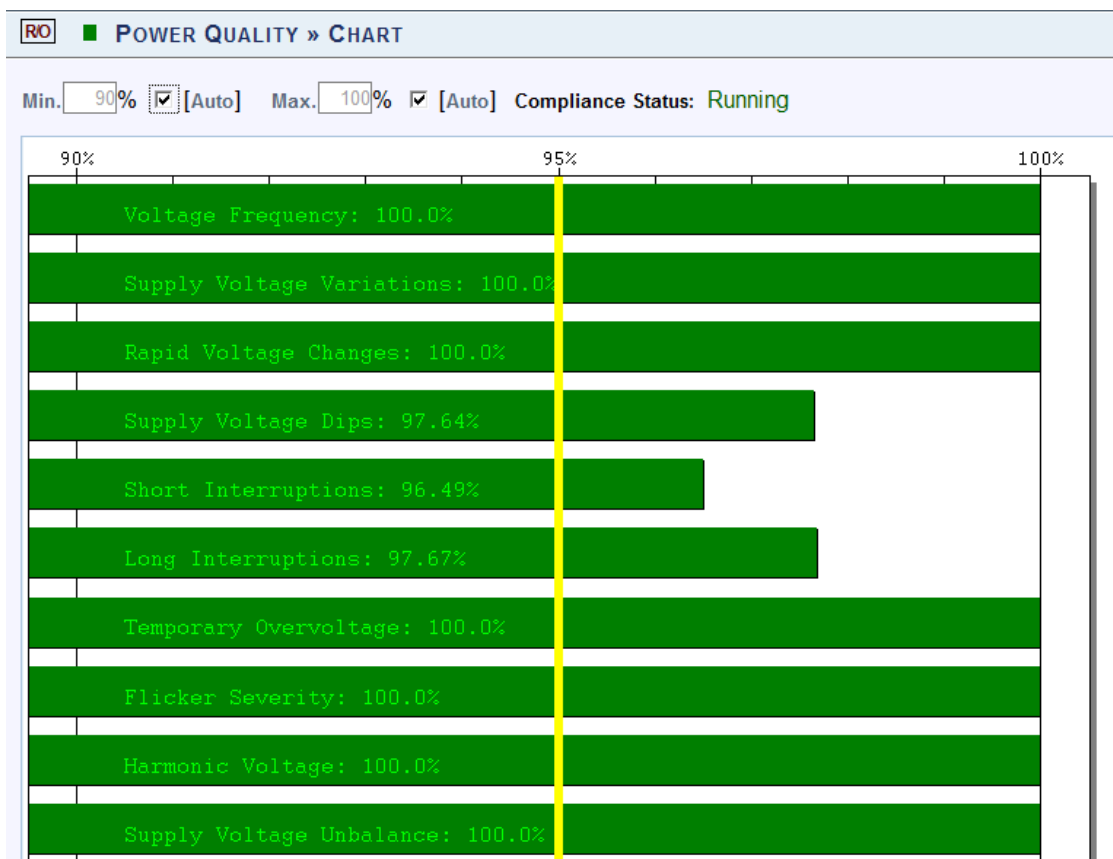 R/O POWER QUALITY » CHART
Min. 90% [Auto] Max. 100% [Auto] Compliance Status: Running
90% 95% 100%
Voltage Frequency: 100.0%
Supply Voltage Variations: 100.0%
Rapid Voltage Changes: 100.0%
Supply Voltage Dips: 97.64%
Short Interruptions: 96.49%
Long Interruptions: 97.67%
Temporary Overvoltage: 100.0%
Flicker Severity: 100.0%
Harmonic Voltage: 100.0%
Supply Voltage Unbalance: 100.0%